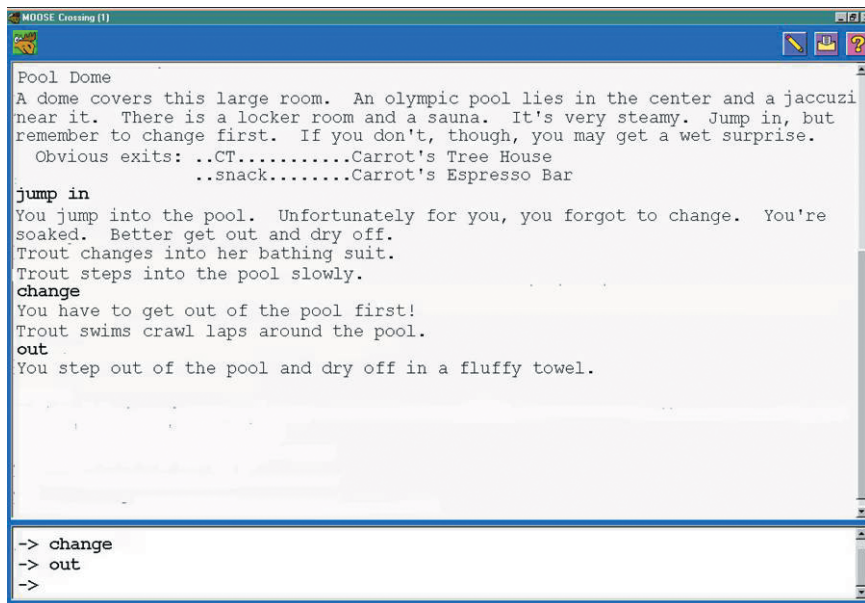 MOOSE Crossing (1)
Pool Dome
A dome covers this large room.  An olympic pool lies in the center and a jaccuzi
near it.  There is a locker room and a sauna.  It's very steamy.  Jump in, but
remember to change first.  If you don't, though, you may get a wet surprise.
Obvious exits: ..CT...........Carrot's Tree House
..snack........Carrot's Espresso Bar
jump in
You jump into the pool.  Unfortunately for you, you forgot to change.  You're
soaked.  Better get out and dry off.
Trout changes into her bathing suit.
Trout steps into the pool slowly.
change
You have to get out of the pool first!
Trout swims crawl laps around the pool.
out
You step out of the pool and dry off in a fluffy towel.
-> change
-> out
->